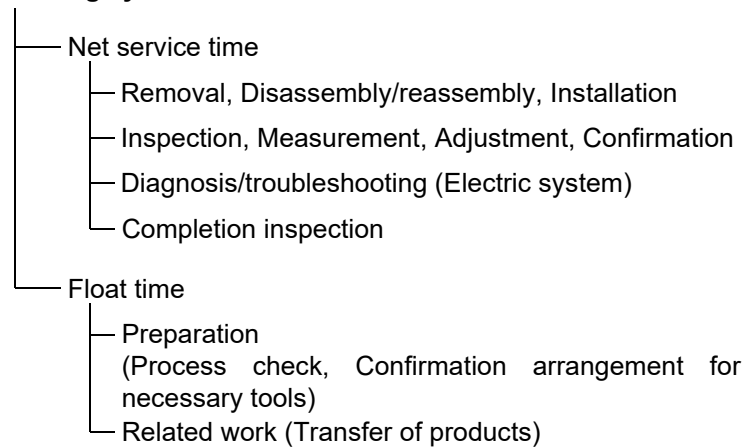 Net service time
Removal, Disassembly/reassembly, Installation
Inspection, Measurement, Adjustment, Confirmation
Diagnosis/troubleshooting (Electric system)
Completion inspection
Float time
Preparation
(Process check, Confirmation arrangement for
necessary tools)
Related work (Transfer of products)